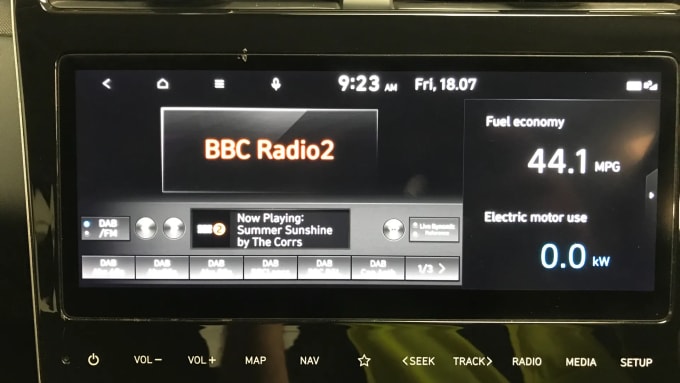 9:23 AM Fri, 18.07
BBC Radio2
Fuel economy
44.1 MPG
DAB
/FM
2
Now Playing:
Summer Sunshine
by The Corrs
Live Dynamic
Electric motor use
0.0 kW
DAB
DAB
DAB
DAB
DAB
DAB
1/3 >
VOL−
VOL+
MAP
NAV
<SEEK
TRACK>
RADIO
MEDIA
SETUP